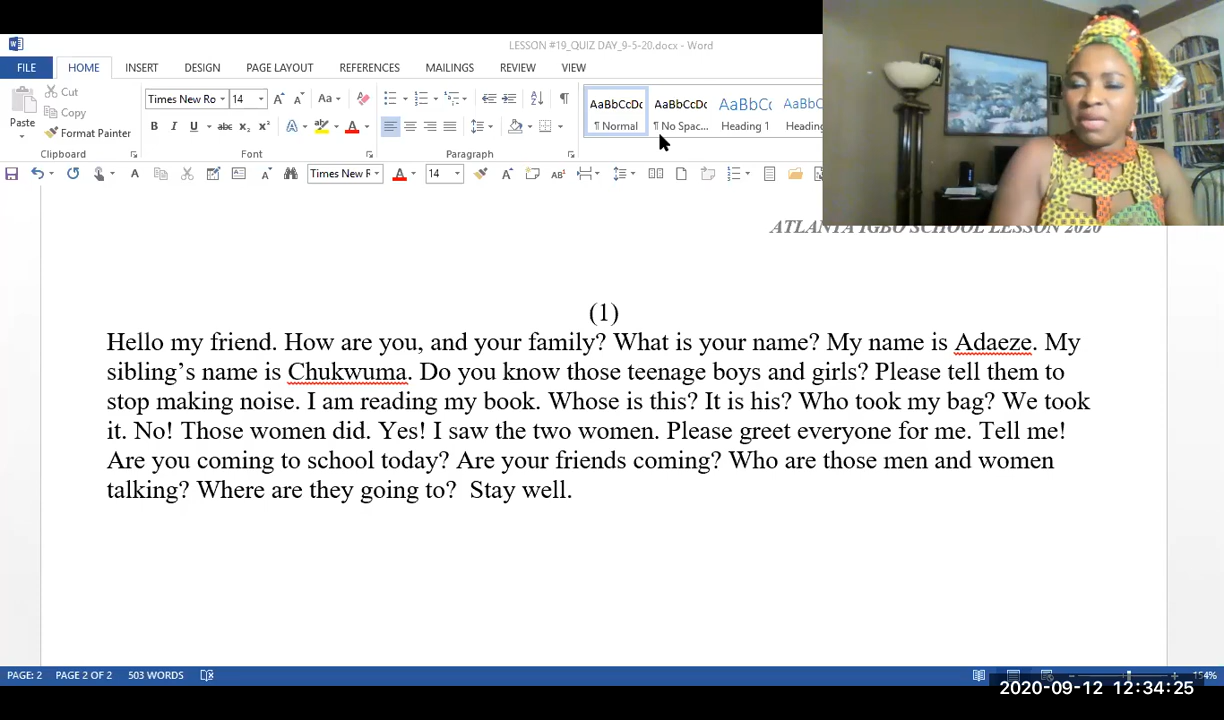 LESSON #19_QUIZ DAY_9-5-20.docx - Word
FILE HOME INSERT DESIGN PAGE LAYOUT REFERENCES MAILINGS REVIEW VIEW
Cut
Copy
Format Painter
Paste
Times New Ro 14 Aa
B I U abc x₂ x² A A
AaBbCcDc AaBbCcDc AaBbCc AaBbC
¶ Normal ¶ No Spac... Heading 1 Heading
Clipboard Font Paragraph
Times New R 14
ATLANTA IGBO SCHOOL LESSON 2020
(1)
Hello my friend. How are you, and your family? What is your name? My name is Adaeze. My
sibling’s name is Chukwuma. Do you know those teenage boys and girls? Please tell them to
stop making noise. I am reading my book. Whose is this? It is his? Who took my bag? We took
it. No! Those women did. Yes! I saw the two women. Please greet everyone for me. Tell me!
Are you coming to school today? Are your friends coming? Who are those men and women
talking? Where are they going to?  Stay well.
PAGE: 2 PAGE 2 OF 2 503 WORDS 154%
2020-09-12 12:34:25